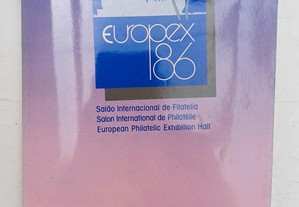 europex
86
Salão Internacional de Filatelia
Salon International de Philatélie
European Philatelic Exhibition Hall